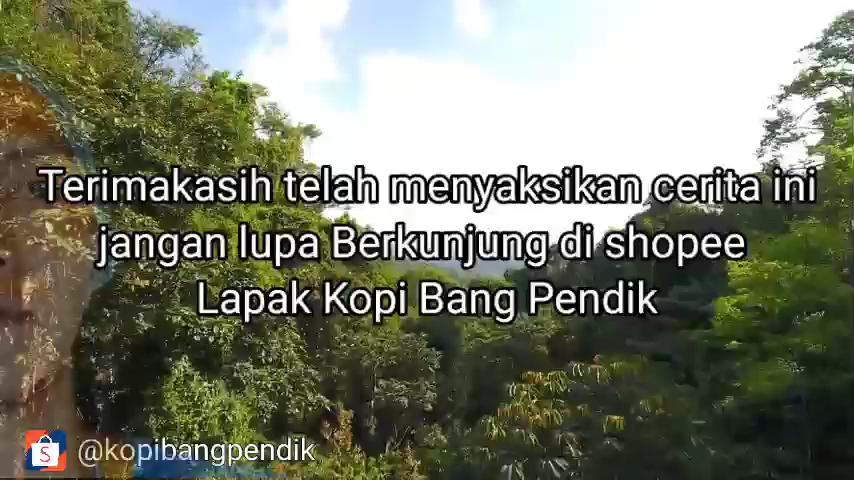 Terimakasih telah menyaksikan cerita ini
jangan lupa Berkunjung di shopee
Lapak Kopi Bang Pendik
S @kopibangpendik